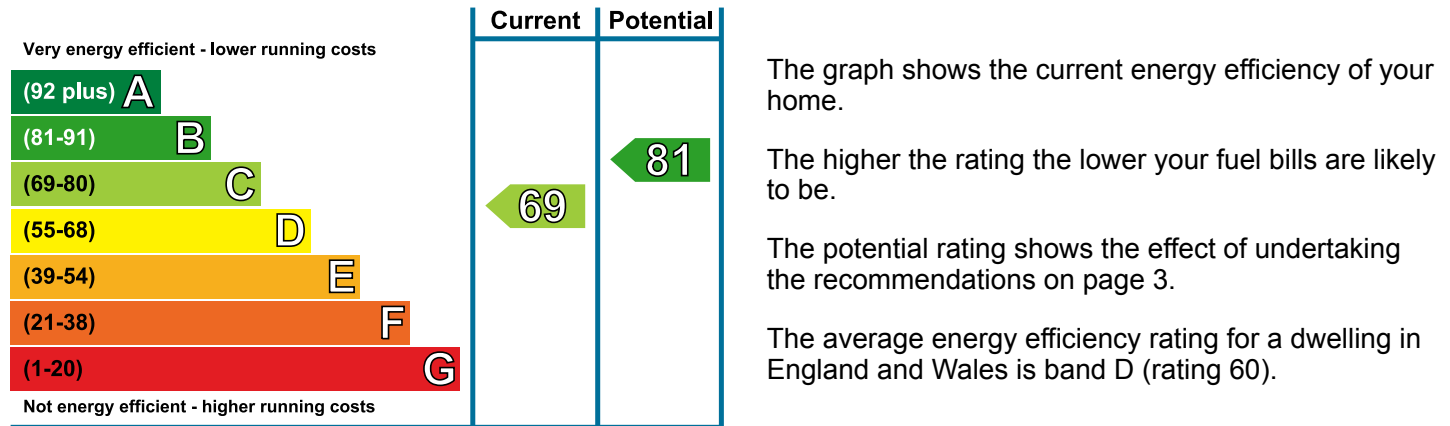 Current Potential
Very energy efficient - lower running costs
(92 plus) A
(81-91) B
(69-80) C
(55-68) D
(39-54) E
(21-38) F
(1-20) G
Not energy efficient - higher running costs
69
81
The graph shows the current energy efficiency of your
home.
The higher the rating the lower your fuel bills are likely
to be.
The potential rating shows the effect of undertaking
the recommendations on page 3.
The average energy efficiency rating for a dwelling in
England and Wales is band D (rating 60).